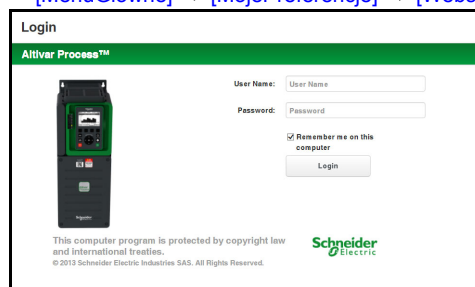 Login
Altivar Process™
User Name:
User Name
Password:
Password
Remember me on this
computer
Login
This computer program is protected by copyright law
and international treaties.
© 2013 Schneider Electric Industries SAS. All Rights Reserved.
Schneider
Electric